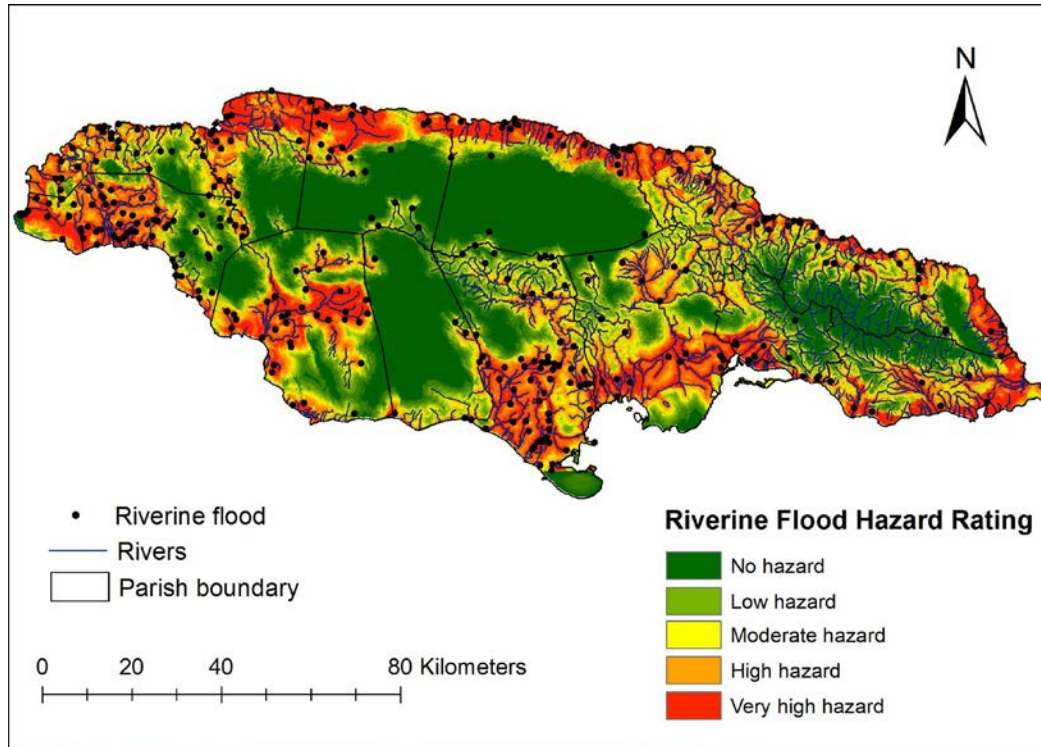 N
Riverine flood
Rivers
Parish boundary
0 20 40 80 Kilometers
Riverine Flood Hazard Rating
No hazard
Low hazard
Moderate hazard
High hazard
Very high hazard